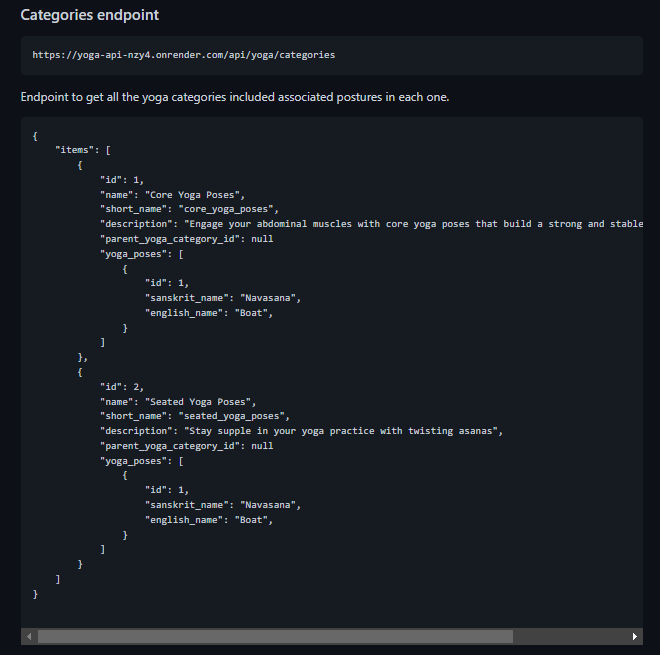 Categories endpoint
https://yoga-api-nzy4.onrender.com/api/yoga/categories
Endpoint to get all the yoga categories included associated postures in each one.
{
    "items": [
        {
            "id": 1,
            "name": "Core Yoga Poses",
            "short_name": "core_yoga_poses",
            "description": "Engage your abdominal muscles with core yoga poses that build a strong and stable
            "parent_yoga_category_id": null
            "yoga_poses": [
                {
                    "id": 1,
                    "sanskrit_name": "Navasana",
                    "english_name": "Boat",
                }
            ]
        },
        {
            "id": 2,
            "name": "Seated Yoga Poses",
            "short_name": "seated_yoga_poses",
            "description": "Stay supple in your yoga practice with twisting asanas",
            "parent_yoga_category_id": null
            "yoga_poses": [
                {
                    "id": 1,
                    "sanskrit_name": "Navasana",
                    "english_name": "Boat",
                }
            ]
        }
    ]
}